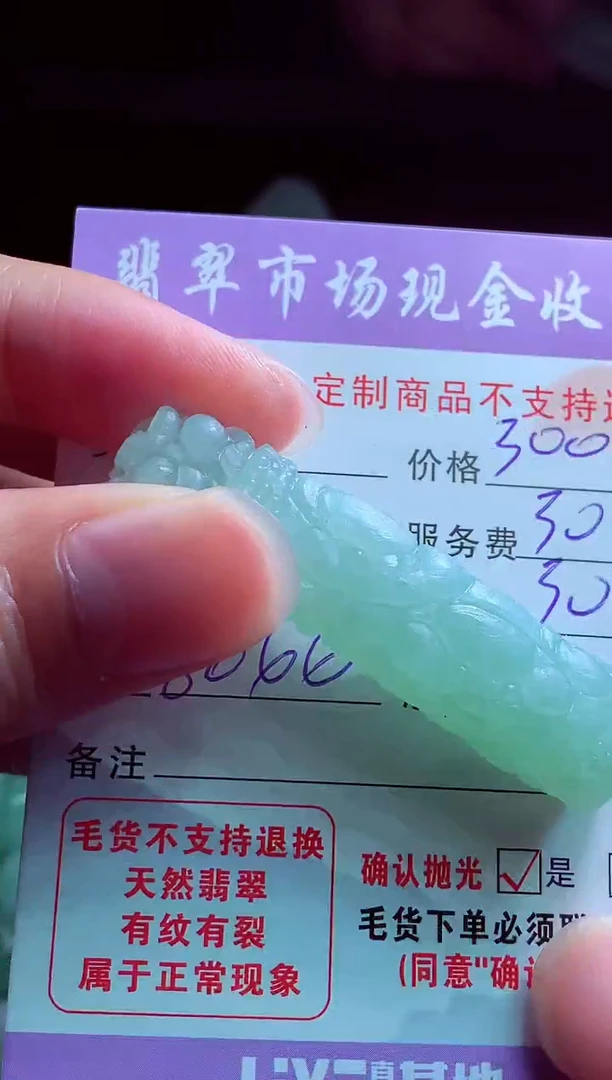 翡翠市场现金收
定制商品不支持
价格 300
服务费 30
30
备注
毛货不支持退换
天然翡翠
有纹有裂
属于正常现象
确认抛光 是
毛货下单必须
(同意"确